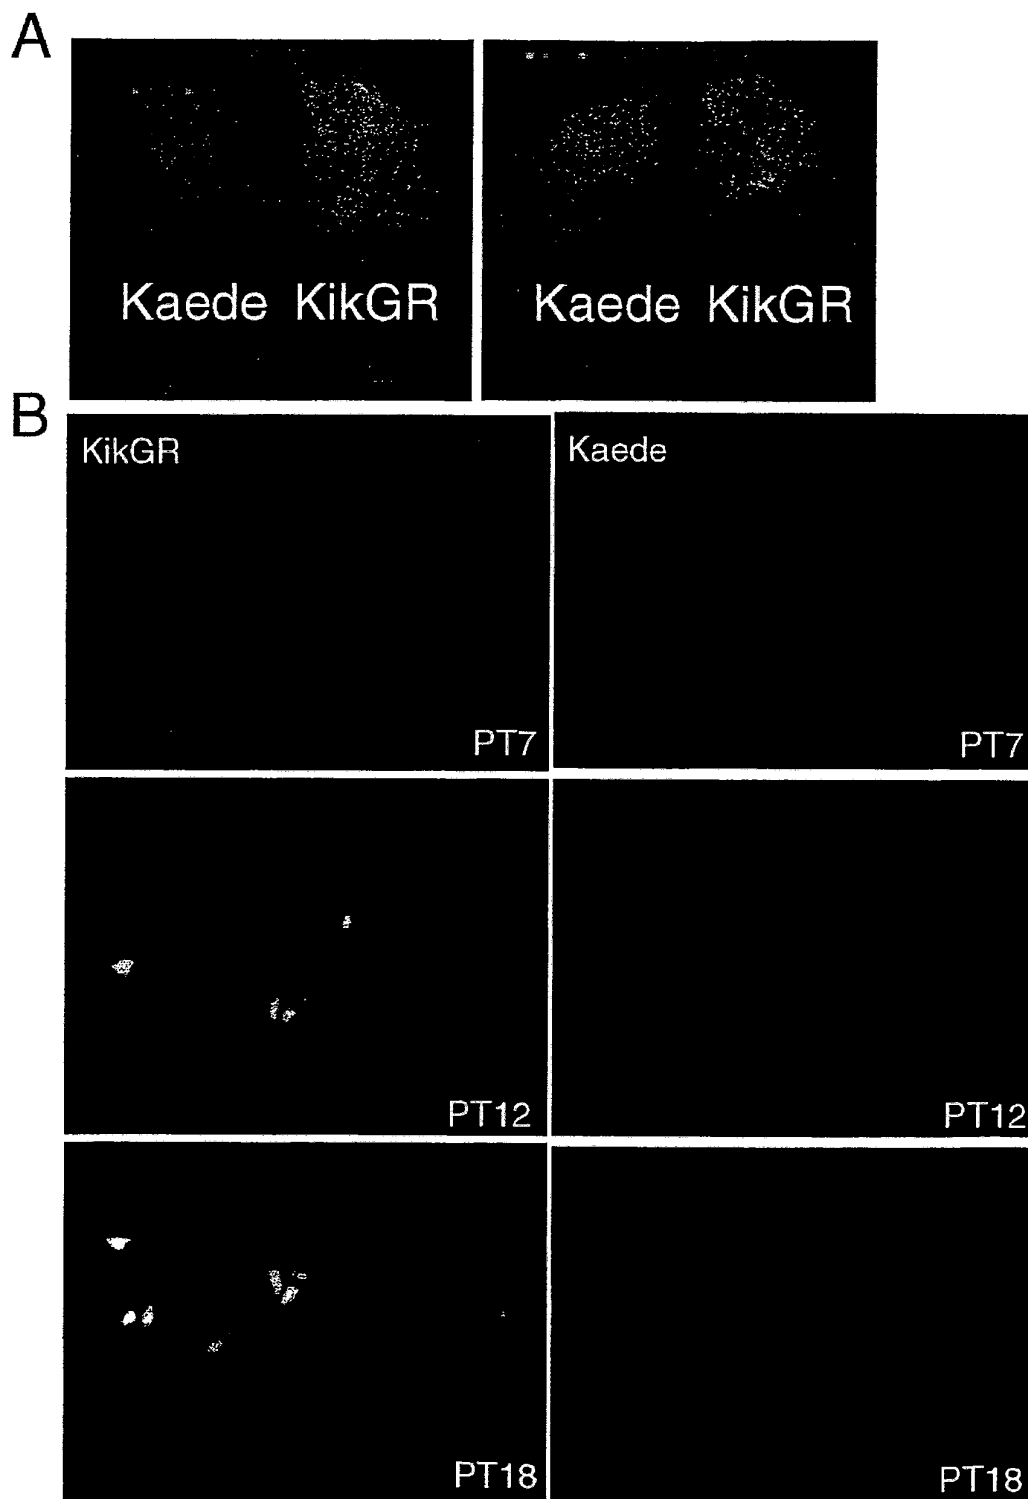 A
Kaede KikGR
Kaede KikGR
B
KikGR
Kaede
PT7
PT7
PT12
PT12
PT18
PT18